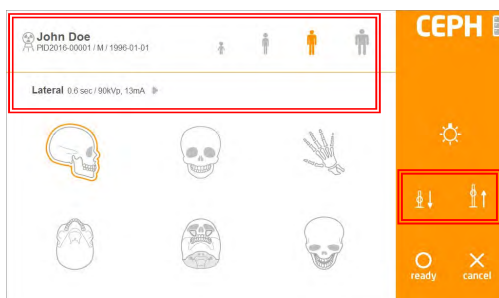 John Doe
PID2016-00001 / M / 1996-01-01
Lateral 0.6 sec / 90kVp, 13mA
CEPH
ready
cancel